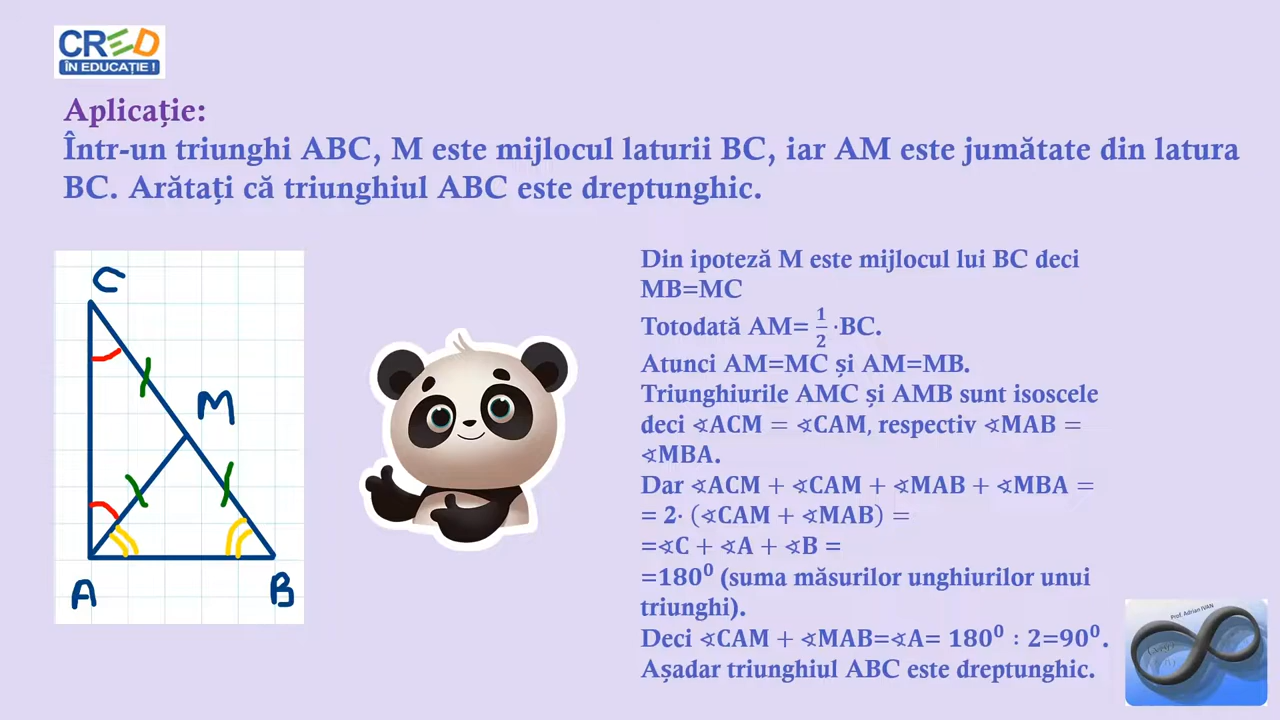 CRED
ÎN EDUCAȚIE !
Aplicație:
Într-un triunghi ABC, M este mijlocul laturii BC, iar AM este jumătate din latura
BC. Arătați că triunghiul ABC este dreptunghic.
C
M
A
B
Din ipoteză M este mijlocul lui BC deci
MB=MC
Totodată AM= 1/2 ·BC.
Atunci AM=MC și AM=MB.
Triunghiurile AMC și AMB sunt isoscele
deci ∢ACM = ∢CAM, respectiv ∢MAB =
∢MBA.
Dar ∢ACM + ∢CAM + ∢MAB + ∢MBA =
= 2· (∢CAM + ∢MAB) =
=∢C + ∢A + ∢B =
=180⁰ (suma măsurilor unghiurilor unui
triunghi).
Deci ∢CAM + ∢MAB=∢A= 180⁰ : 2=90⁰.
Așadar triunghiul ABC este dreptunghic.
Prof. Adrian IVAN